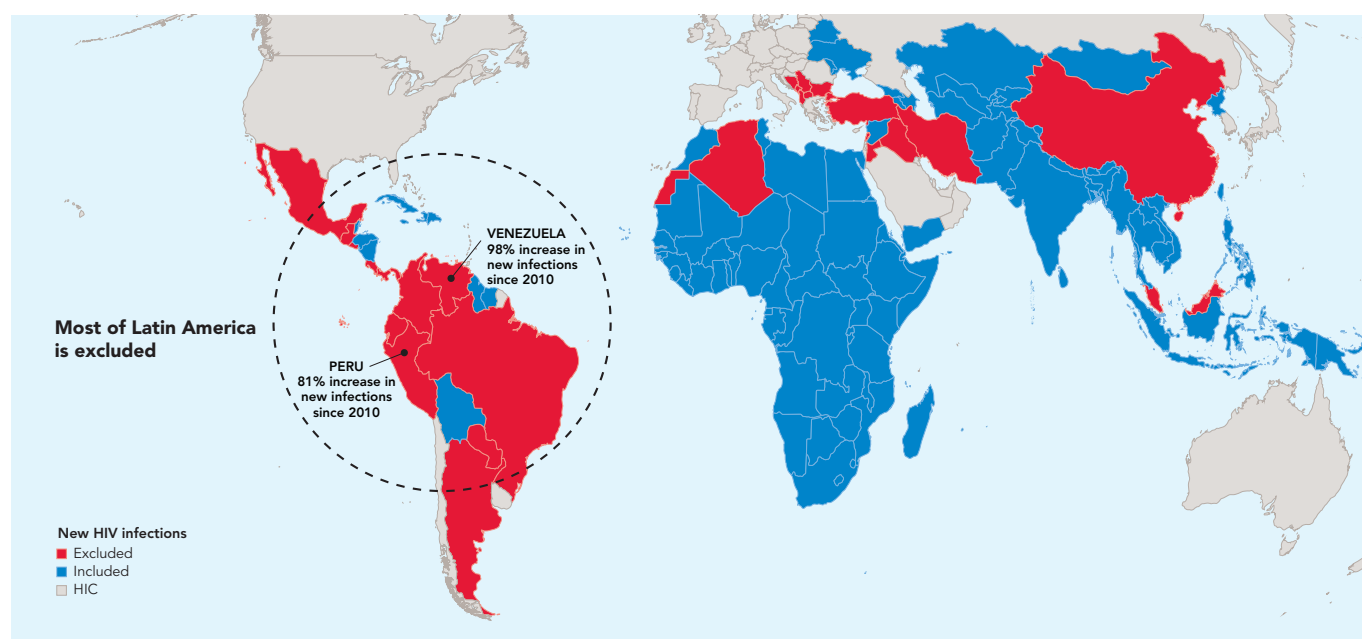 VENEZUELA
98% increase in
new infections
since 2010
Most of Latin America
is excluded
PERU
81% increase in
new infections
since 2010
New HIV infections
Excluded
Included
HIC